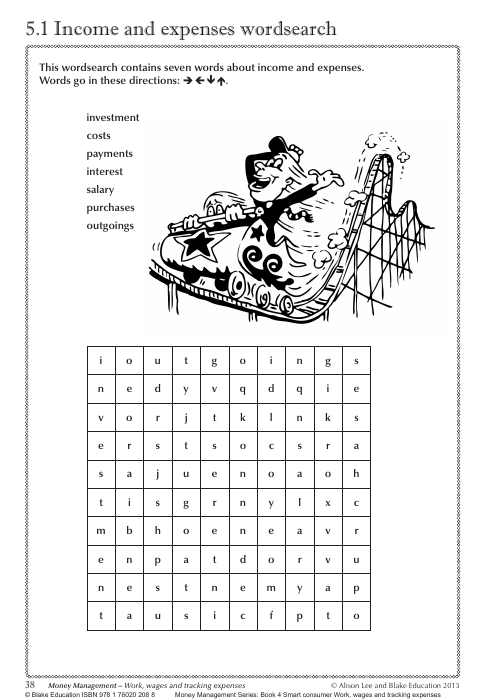 5.1 Income and expenses wordsearch
This wordsearch contains seven words about income and expenses.
Words go in these directions: → ← ↓ ↑.
investment
costs
payments
interest
salary
purchases
outgoings
i o u t g o i n g s
n e d y v q d q i e
v o r j t k l n k s
e r s t s o c s r a
s a j u e n o a o h
t i s g r n y l x c
m b h o e n e a v r
e n p a t d o r v u
n e s t n e m y a p
t a u s i c f p t o
38 Money Management – Work, wages and tracking expenses © Alison Lee and Blake Education 2013
© Blake Education ISBN 978 1 76020 208 8 Money Management Series: Book 4 Smart consumer Work, wages and tracking expenses